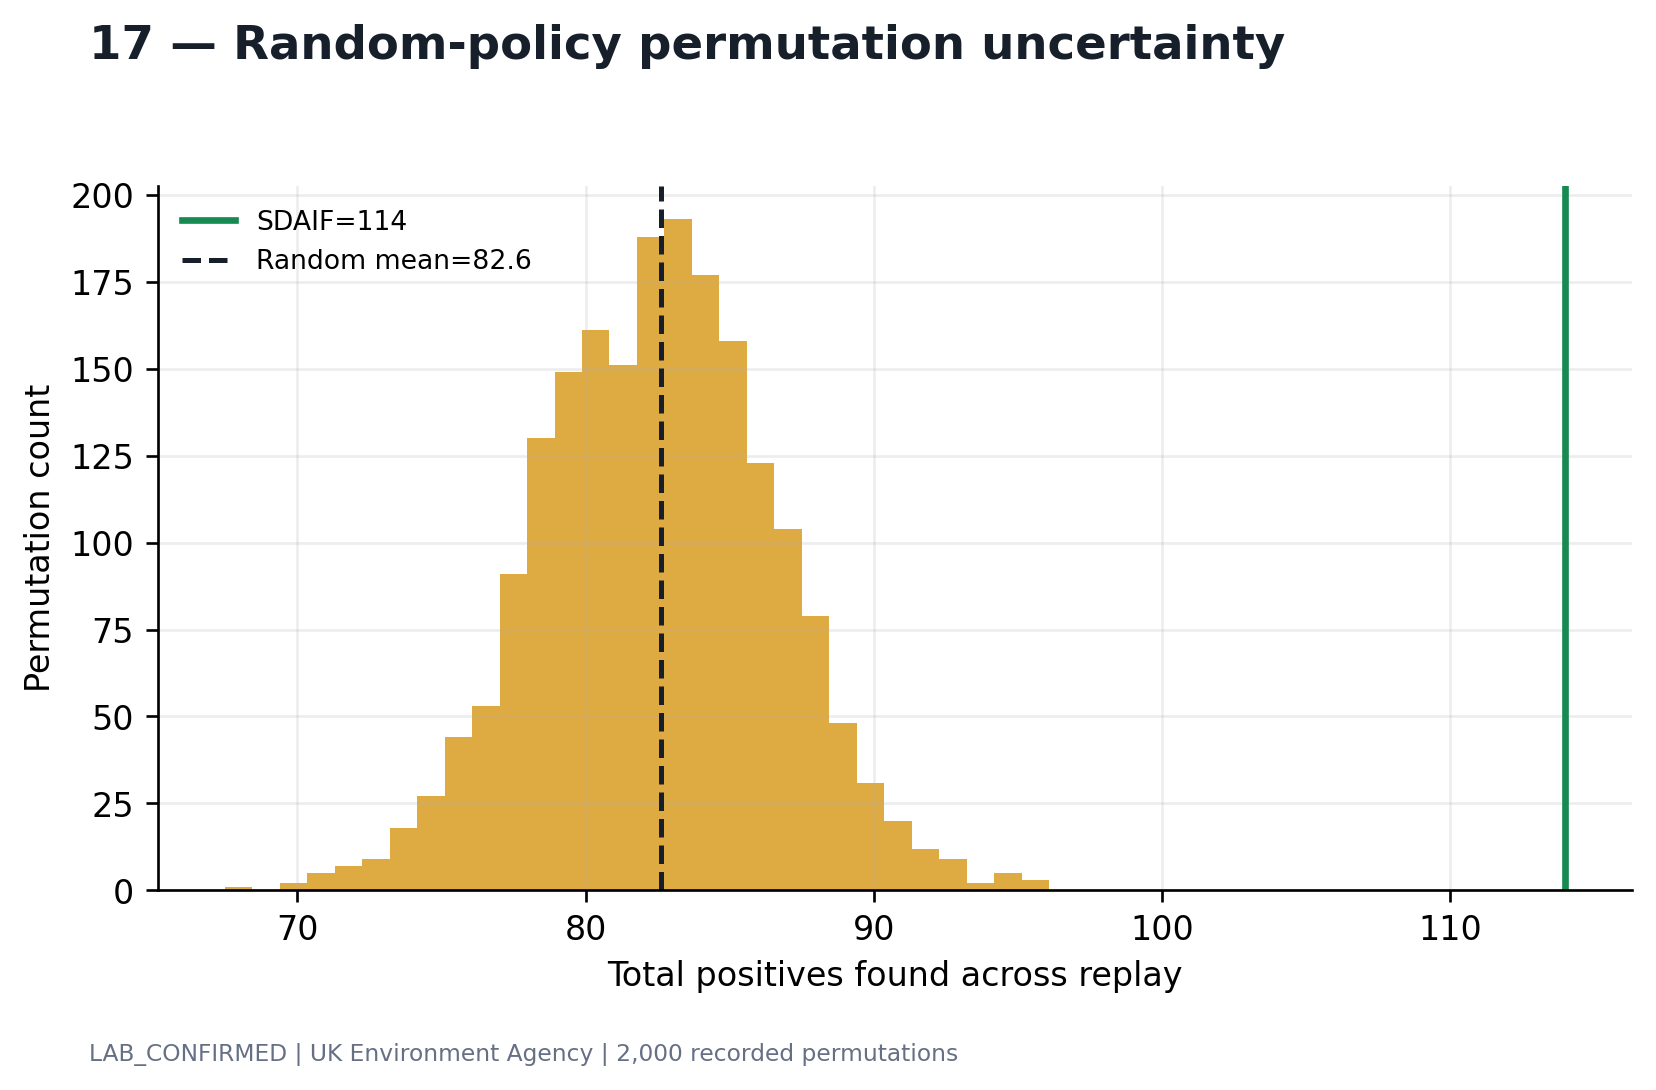 17 — Random-policy permutation uncertainty
200
175
150
125
100
75
50
25
0
Permutation count
SDAIF=114
Random mean=82.6
70 80 90 100 110
Total positives found across replay
LAB_CONFIRMED | UK Environment Agency | 2,000 recorded permutations